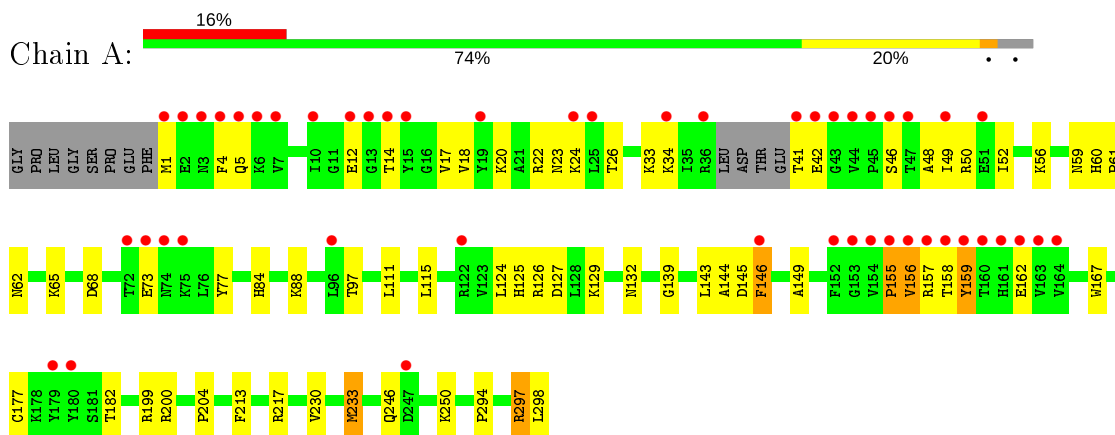 16%
Chain A:
74% 20% • •
GLY PRO LEU GLY SER PRO GLU PHE M1 E2 N3 F4 Q5 K6 V7 I10 G11 E12 G13 T14 Y15 G16 V17 V18 Y19 K20 A21 R22 N23 K24 L25 T26 K33 K34 I35 R36 LEU ASP THR GLU T41 E42 G43 V44 P45 S46 T47 A48 I49 R50 E51 I52 K56 N59 H60 P61
N62 K65 D68 T72 E73 N74 K75 L76 Y77 H84 K88 L96 T97 L111 L115 R122 V123 L124 H125 R126 D127 L128 K129 N132 G139 L143 A144 D145 F146 A149 F152 G153 V154 P155 V156 R157 T158 Y159 T160 H161 E162 V163 V164 W167
C177 K178 Y179 Y180 S181 T182 R199 R200 P204 F213 R217 V230 M233 Q246 D247 K250 P294 R297 L298